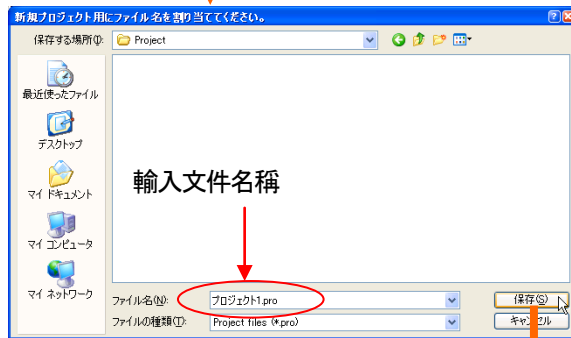 新規プロジェクト用にファイル名を割り当ててください。
保存する場所(I):
Project
最近使ったファイル
デスクトップ
マイ ドキュメント
マイ コンピュータ
マイ ネットワーク
輸入文件名稱
ファイル名(N):
プロジェクト1.pro
保存(S)
ファイルの種類(T):
Project files (*.pro)
キャンセル